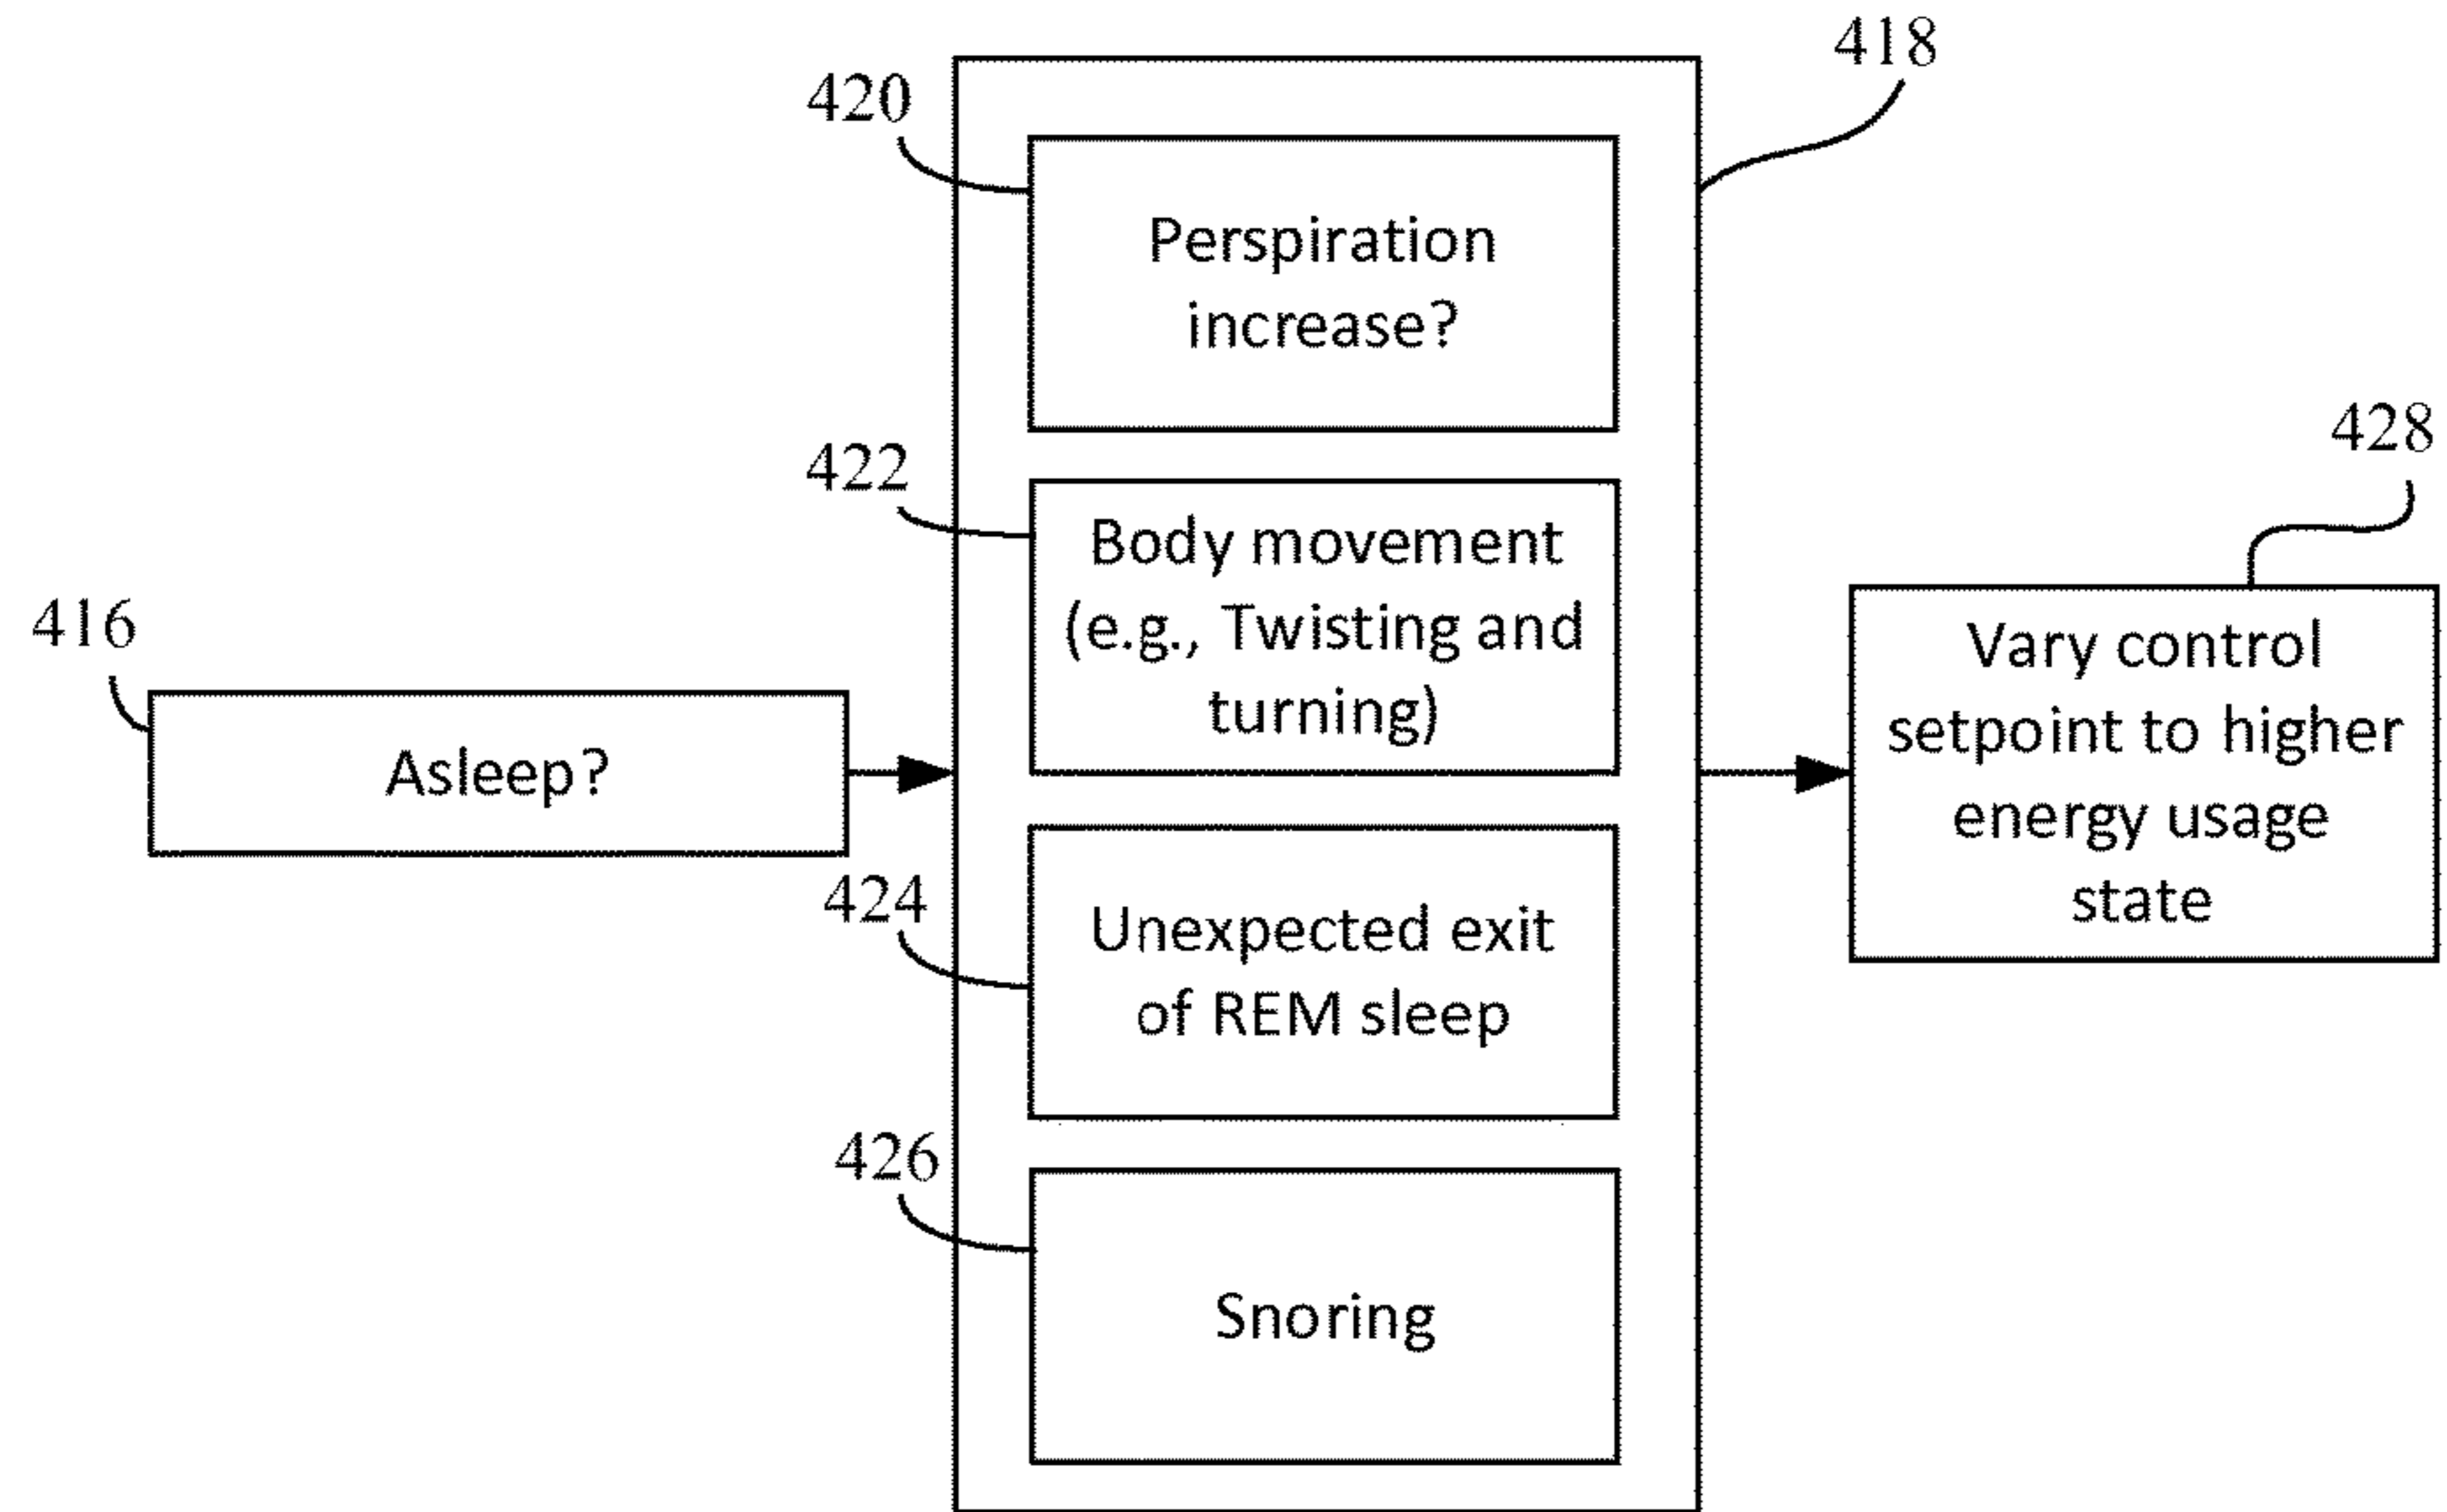 418
420
Perspiration
increase?
422
Body movement
(e.g., Twisting and
turning)
428
416
Asleep?
Vary control
setpoint to higher
energy usage
state
424
Unexpected exit
of REM sleep
426
Snoring